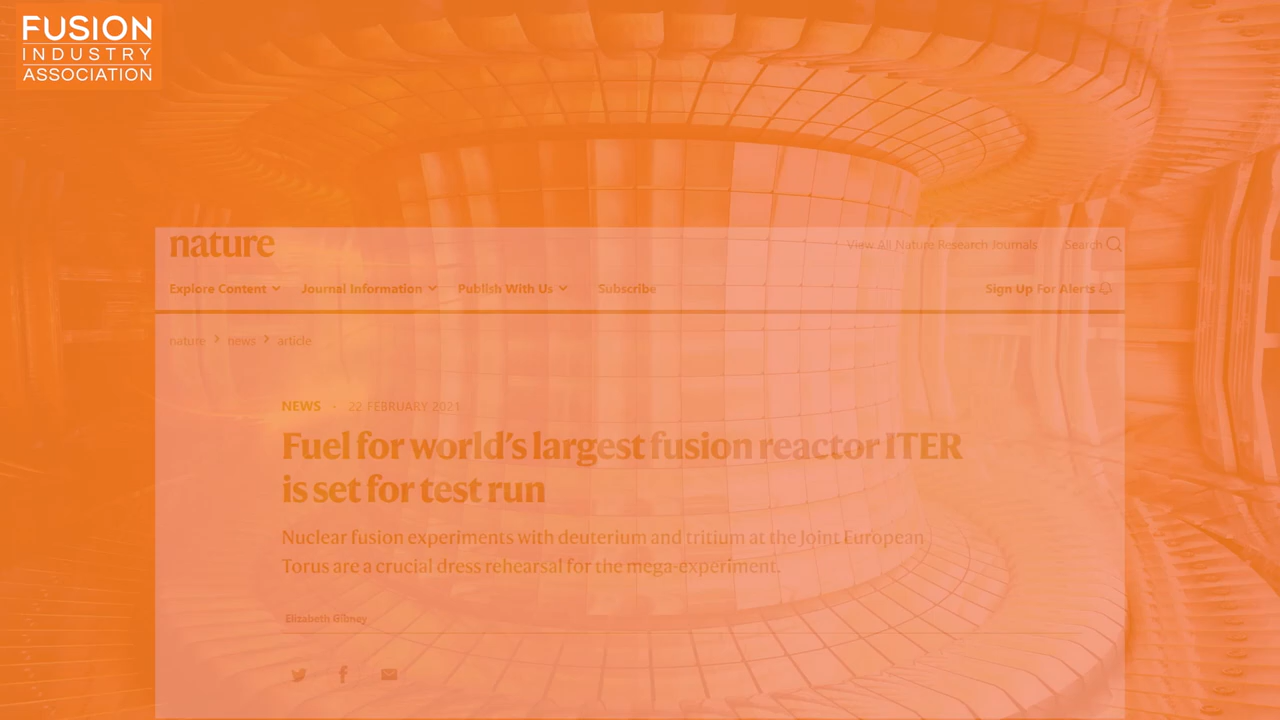 FUSION
INDUSTRY
ASSOCIATION
nature
View All Nature Research Journals
Search
Explore Content
Journal Information
Publish With Us
Subscribe
Sign Up For Alerts
nature > news > article
NEWS · 22 FEBRUARY 2021
Fuel for world’s largest fusion reactor ITER
is set for test run
Nuclear fusion experiments with deuterium and tritium at the Joint European
Torus are a crucial dress rehearsal for the mega-experiment.
Elizabeth Gibney